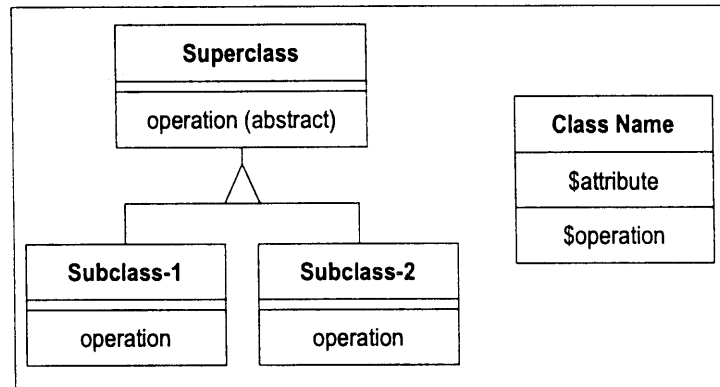 Superclass
operation (abstract)
Class Name
$attribute
$operation
Subclass-1
operation
Subclass-2
operation